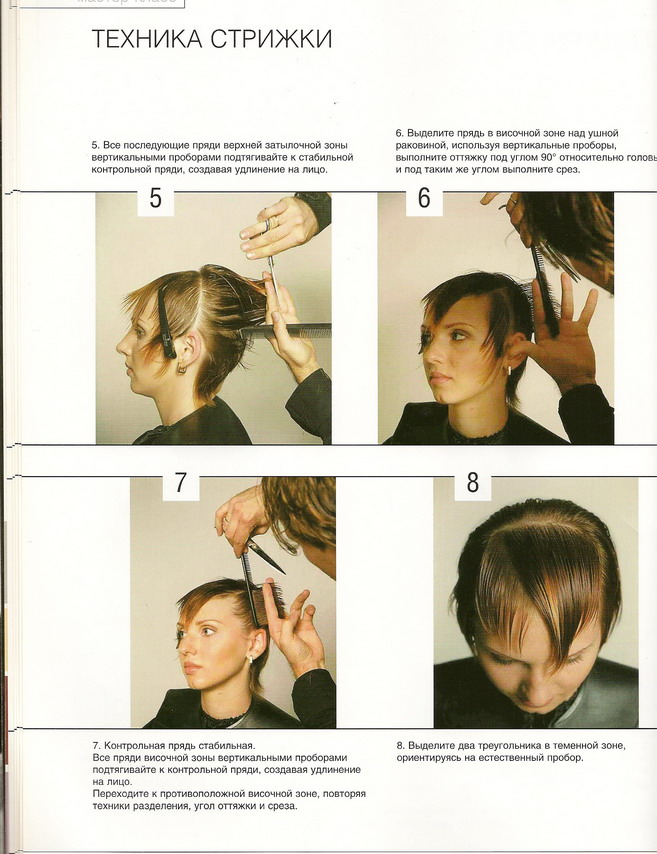 мастер-класс
ТЕХНИКА СТРИЖКИ
5. Все последующие пряди верхней затылочной зоны
вертикальными проборами подтягивайте к стабильной
контрольной пряди, создавая удлинение на лицо.
6. Выделите прядь в височной зоне над ушной
раковиной, используя вертикальные проборы,
выполните оттяжку под углом 90° относительно головы
и под таким же углом выполните срез.
5
6
7
8
7. Контрольная прядь стабильная.
Все пряди височной зоны вертикальными проборами
подтягивайте к контрольной пряди, создавая удлинение
на лицо.
Переходите к противоположной височной зоне, повторяя
техники разделения, угол оттяжки и среза.
8. Выделите два треугольника в теменной зоне,
ориентируясь на естественный пробор.